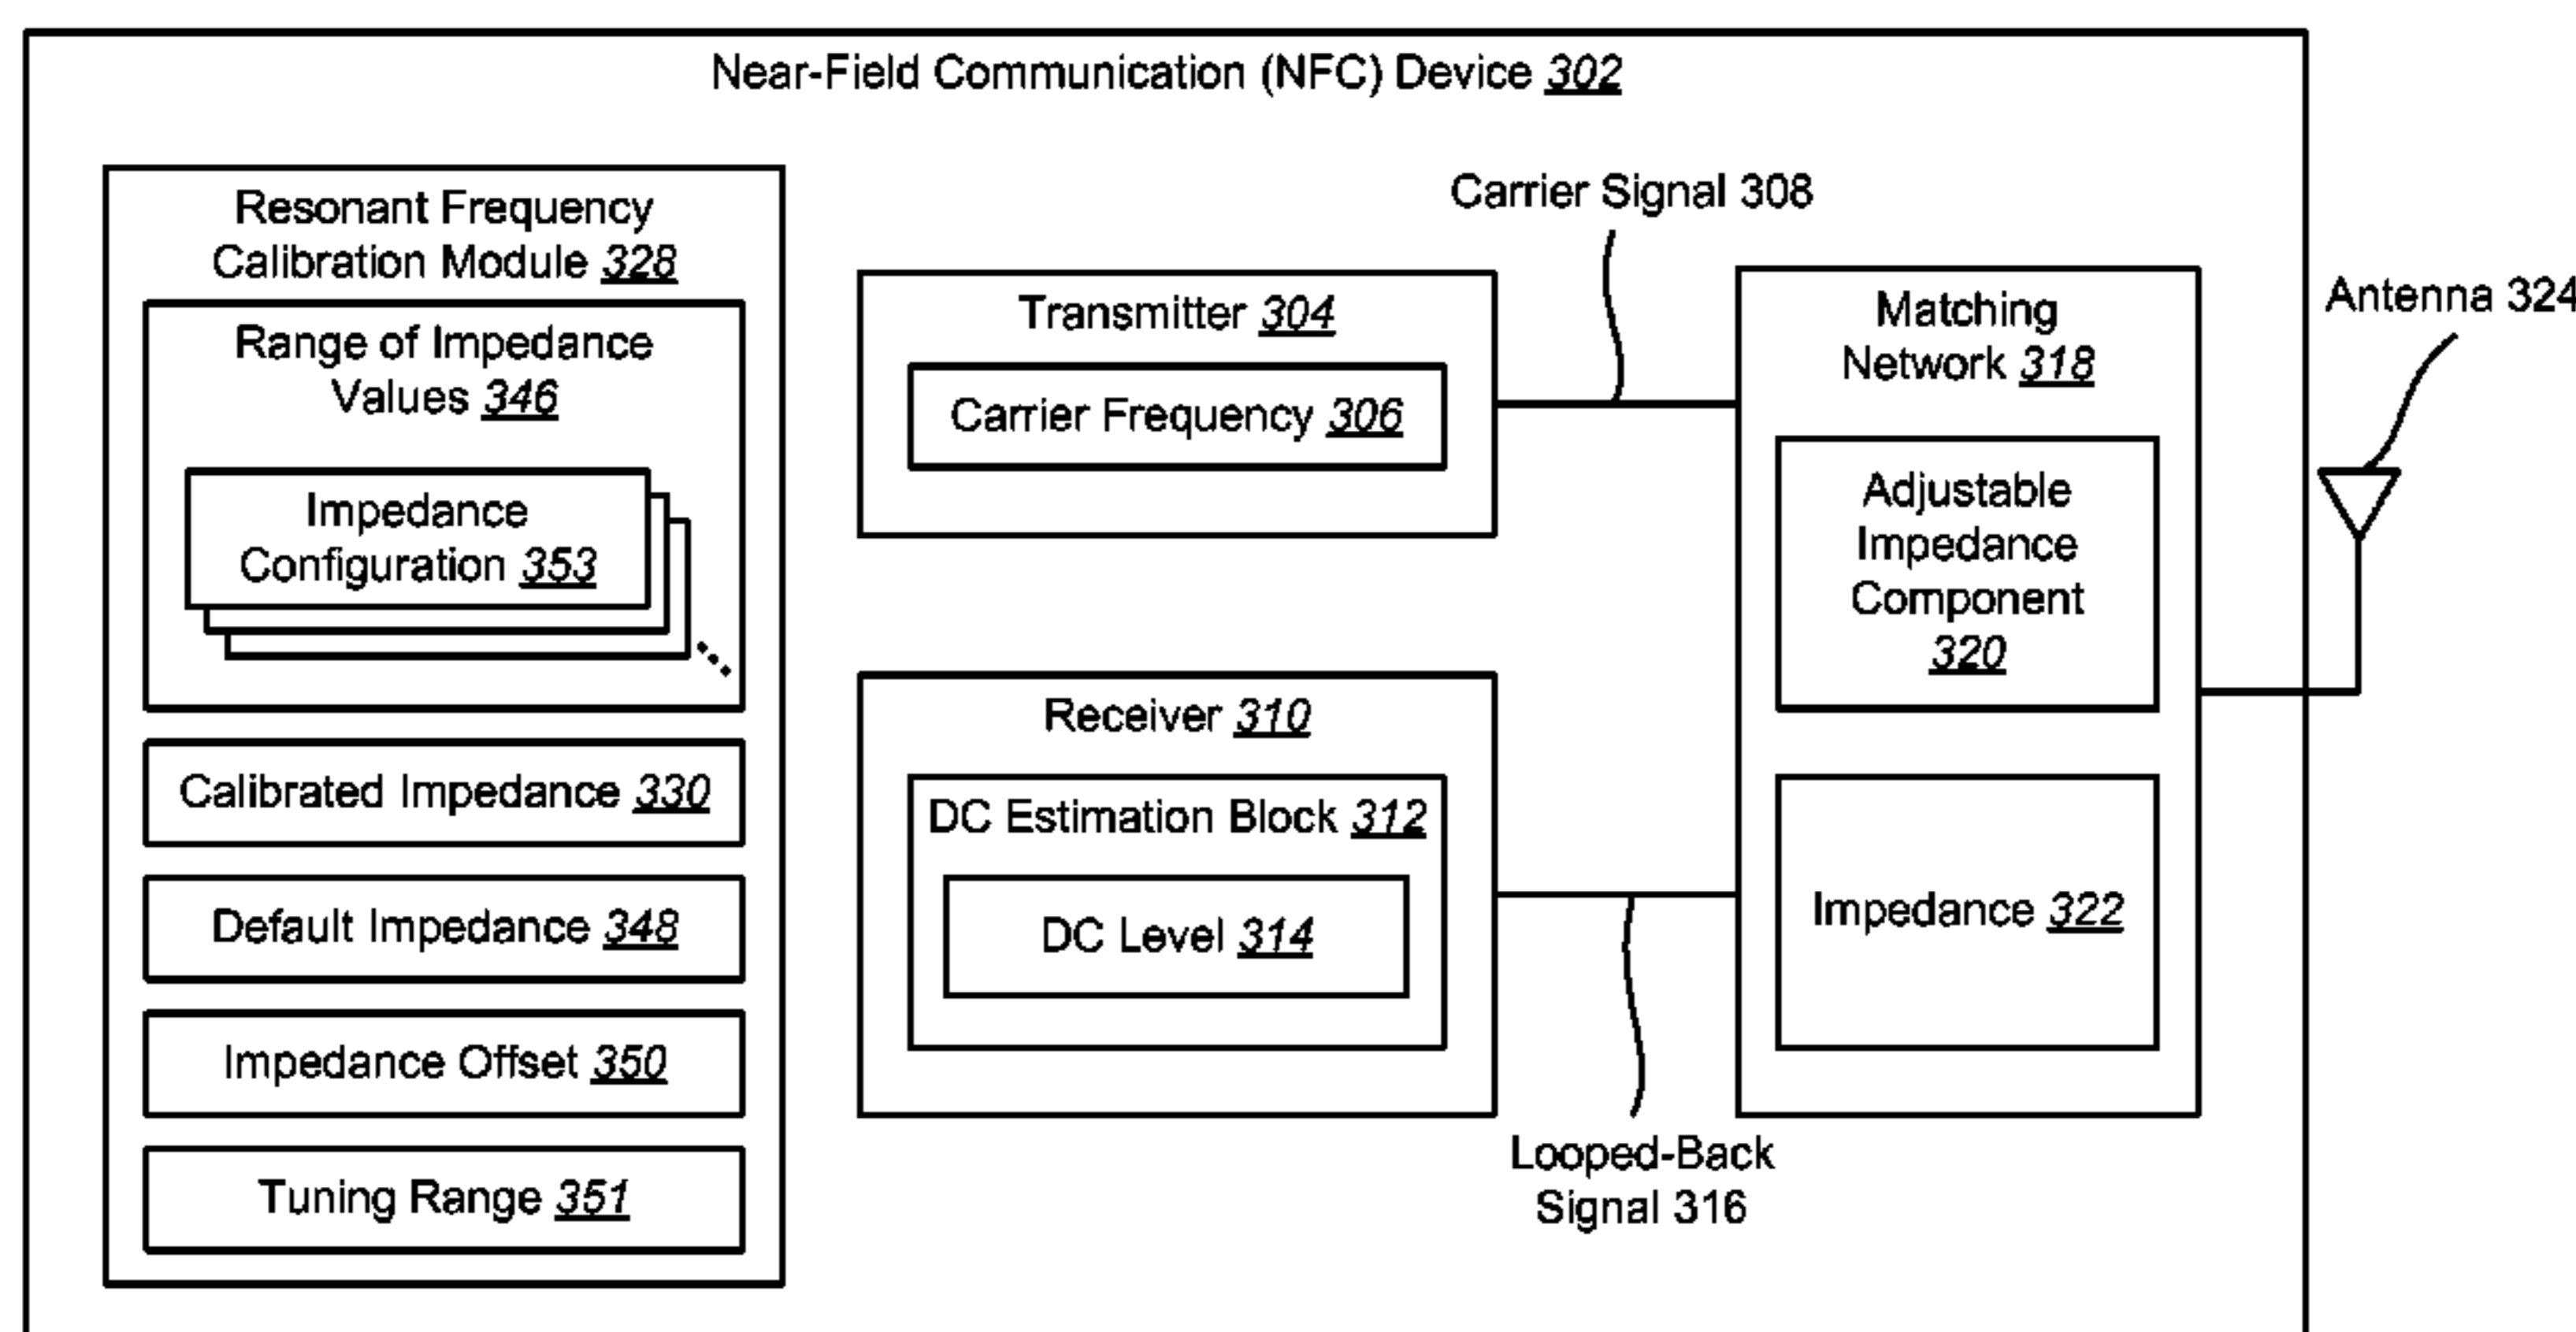 Near-Field Communication (NFC) Device 302
Resonant Frequency
Calibration Module 328
Range of Impedance
Values 346
Impedance
Configuration 353
Calibrated Impedance 330
Default Impedance 348
Impedance Offset 350
Tuning Range 351
Carrier Signal 308
Transmitter 304
Carrier Frequency 306
Receiver 310
DC Estimation Block 312
DC Level 314
Looped-Back
Signal 316
Matching
Network 318
Adjustable
Impedance
Component
320
Impedance 322
Antenna 324